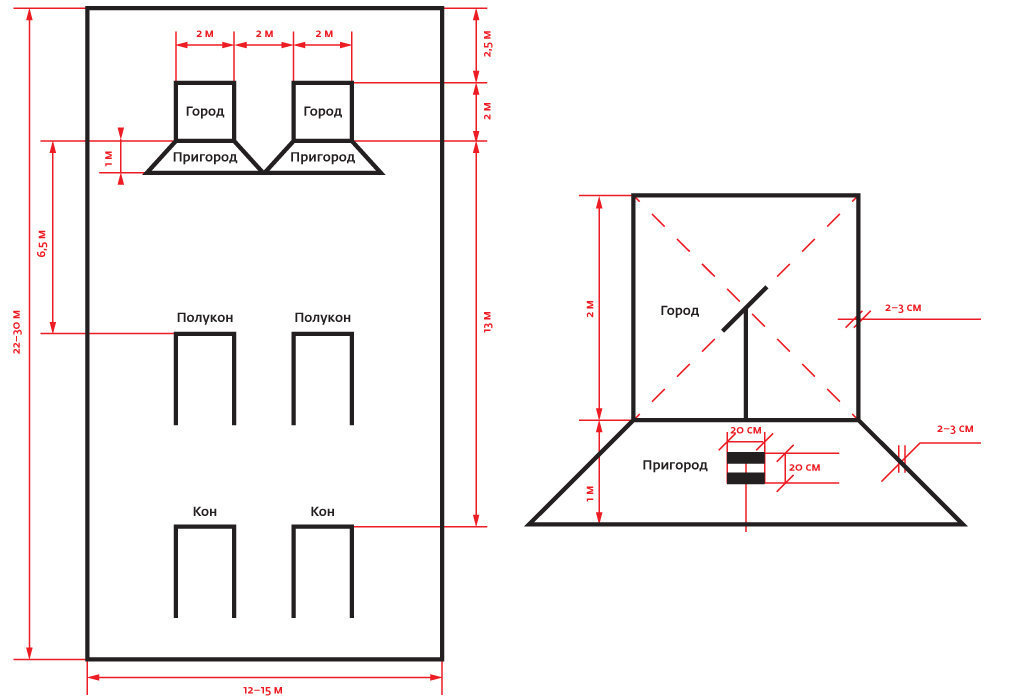 2 м 2 м 2 м
2,5 м
2 м
Город Город
Пригород Пригород
1 м
6,5 м
22–30 м
13 м
Полукон Полукон
Кон Кон
12–15 м
2 м
Город
2–3 см
20 см
2–3 см
Пригород
20 см
1 м